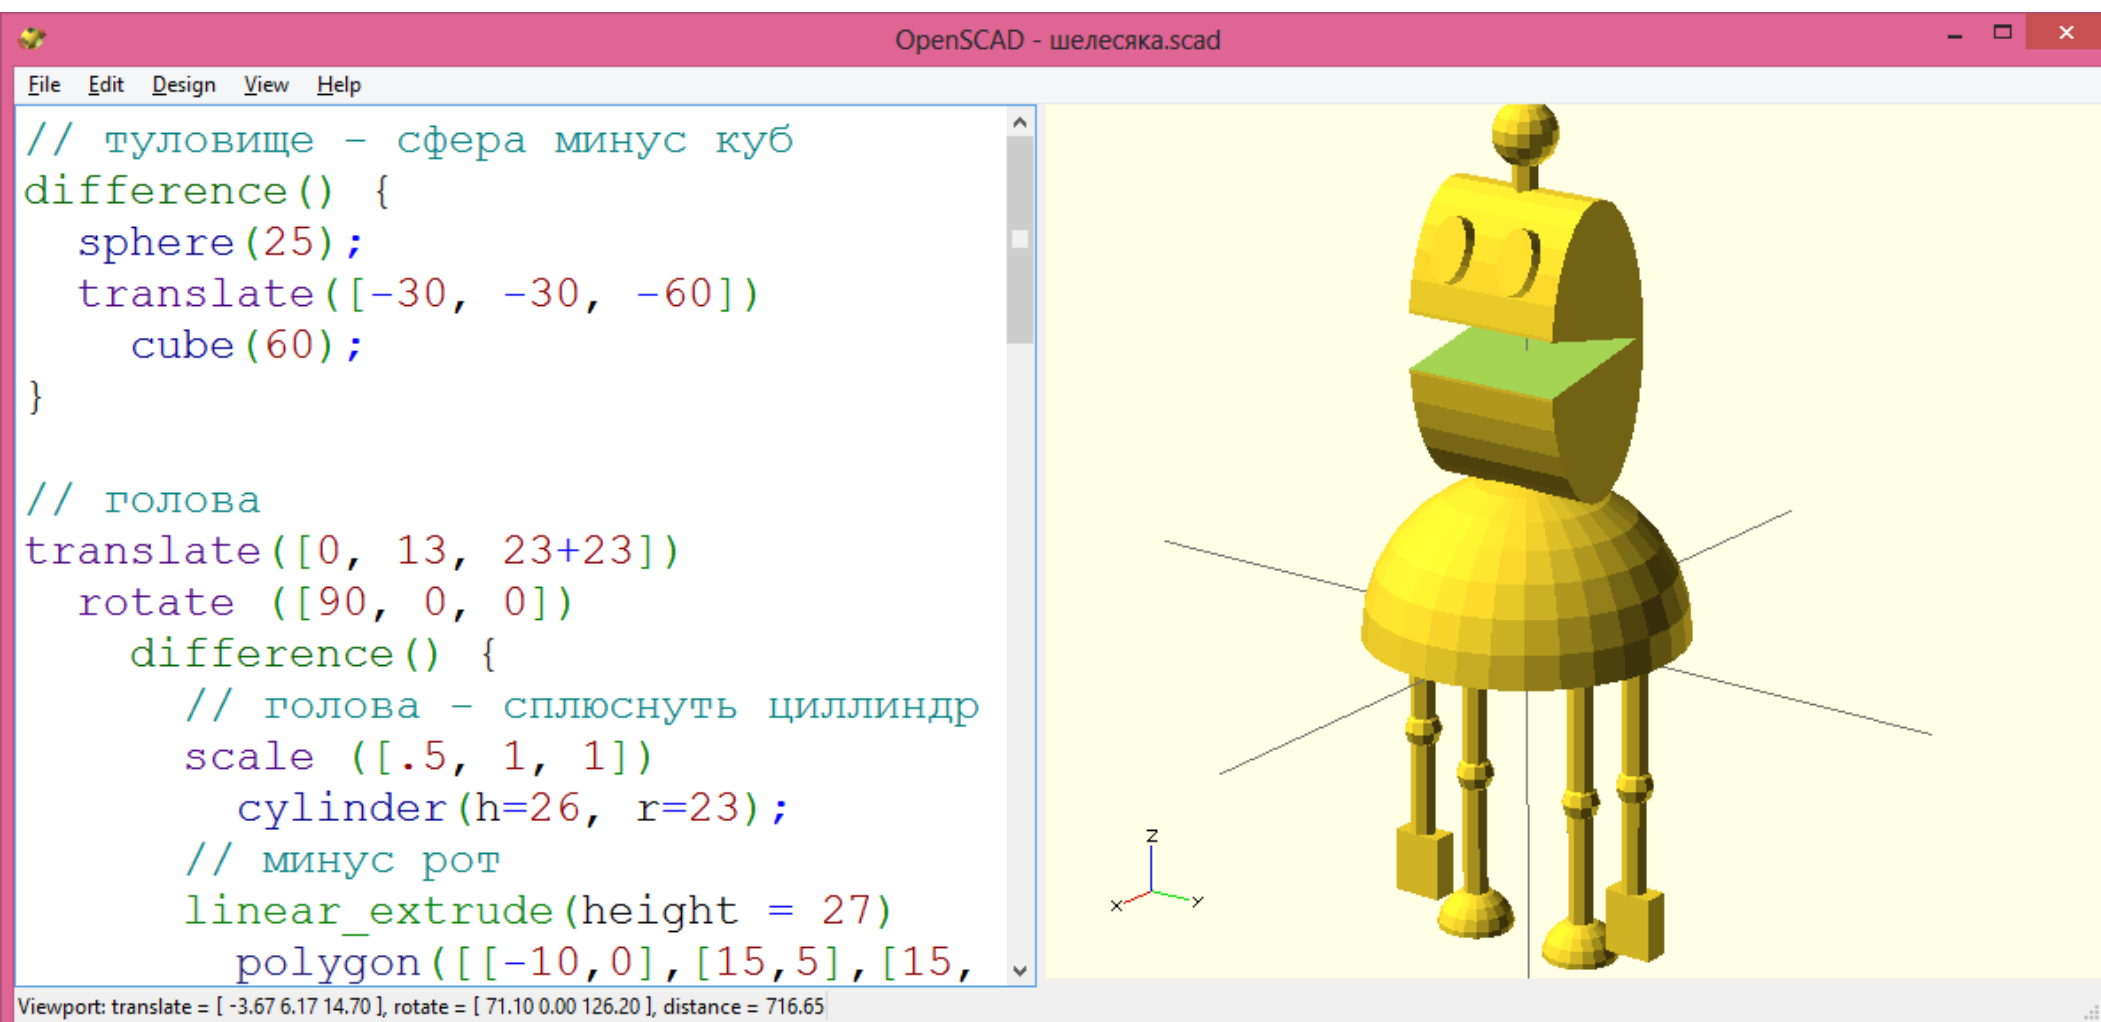 OpenSCAD - шелесяка.scad
File Edit Design View Help
// туловище - сфера минус куб
difference() {
sphere(25);
translate([-30, -30, -60])
cube(60);
}
// голова
translate([0, 13, 23+23])
rotate ([90, 0, 0])
difference() {
// голова - сплюснуть циллиндр
scale ([.5, 1, 1])
cylinder(h=26, r=23);
// минус рот
linear_extrude(height = 27)
polygon([[-10,0],[15,5],[15,
z
x
y
Viewport: translate = [ -3.67 6.17 14.70 ], rotate = [ 71.10 0.00 126.20 ], distance = 716.65